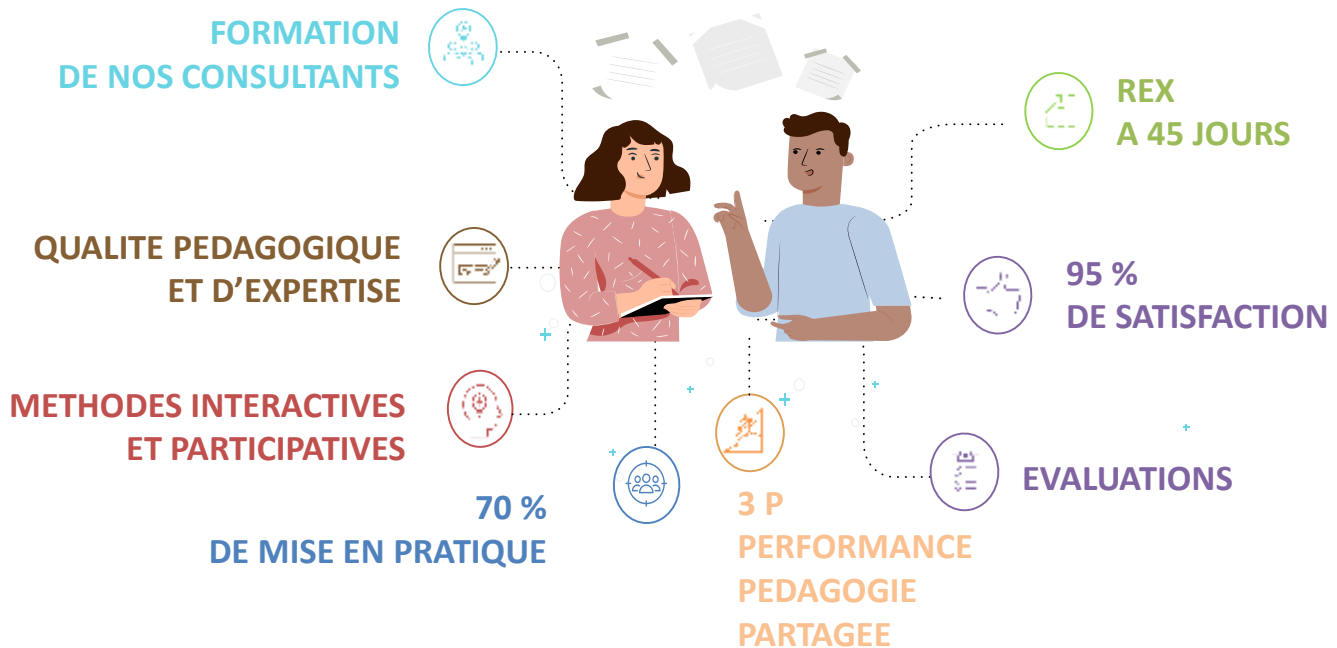 FORMATION
DE NOS CONSULTANTS
QUALITE PEDAGOGIQUE
ET D’EXPERTISE
METHODES INTERACTIVES
ET PARTICIPATIVES
70 %
DE MISE EN PRATIQUE
3 P
PERFORMANCE
PEDAGOGIE
PARTAGEE
EVALUATIONS
95 %
DE SATISFACTION
REX
A 45 JOURS